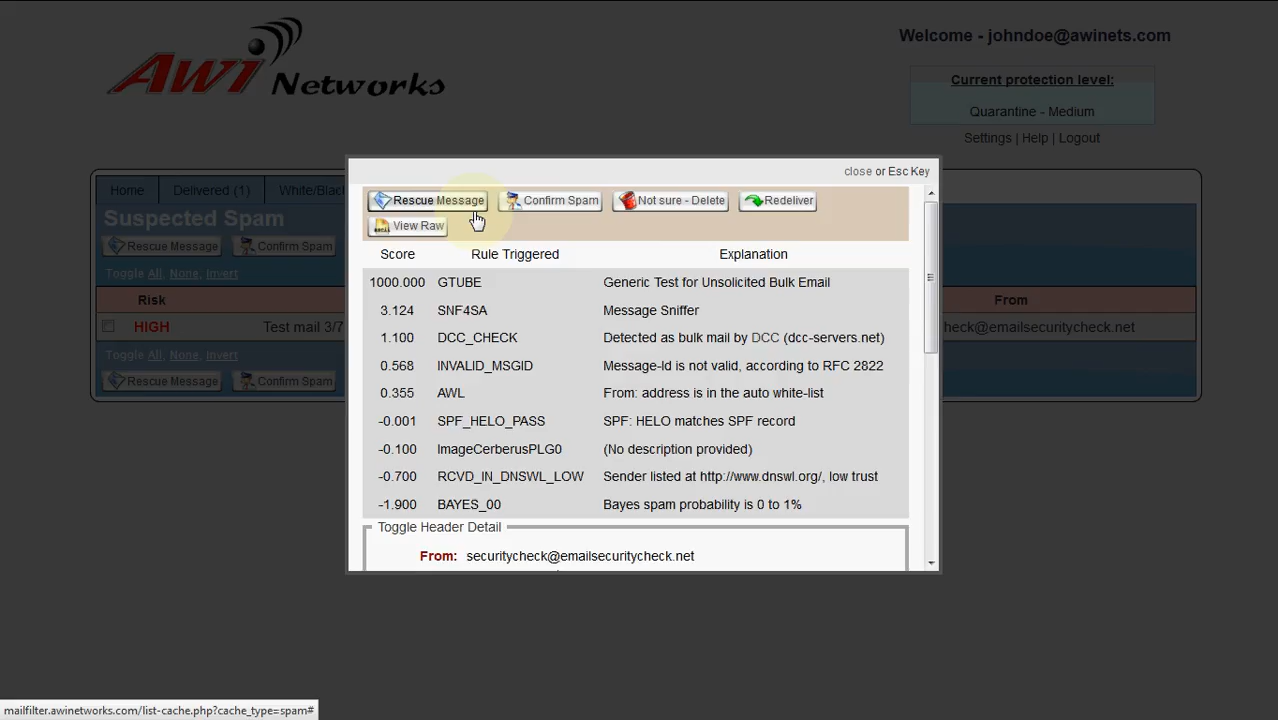 Awi Networks
Welcome - johndoe@awinets.com
Current protection level:
Quarantine - Medium
Settings | Help | Logout
close or Esc Key
Home Delivered (1) White/Blac
Suspected Spam
Rescue Message Confirm Spam
Toggle All, None, Invert
Risk From
HIGH Test mail 3/7 heck@emailsecuritycheck.net
Toggle All, None, Invert
Rescue Message Confirm Spam
Rescue Message Confirm Spam Not sure - Delete Redeliver
View Raw
Score Rule Triggered Explanation
1000.000 GTUBE Generic Test for Unsolicited Bulk Email
3.124 SNF4SA Message Sniffer
1.100 DCC_CHECK Detected as bulk mail by DCC (dcc-servers.net)
0.568 INVALID_MSGID Message-Id is not valid, according to RFC 2822
0.355 AWL From: address is in the auto white-list
-0.001 SPF_HELO_PASS SPF: HELO matches SPF record
-0.100 ImageCerberusPLG0 (No description provided)
-0.700 RCVD_IN_DNSWL_LOW Sender listed at http://www.dnswl.org/, low trust
-1.900 BAYES_00 Bayes spam probability is 0 to 1%
Toggle Header Detail
From: securitycheck@emailsecuritycheck.net
mailfilter.awinetworks.com/list-cache.php?cache_type=spam#